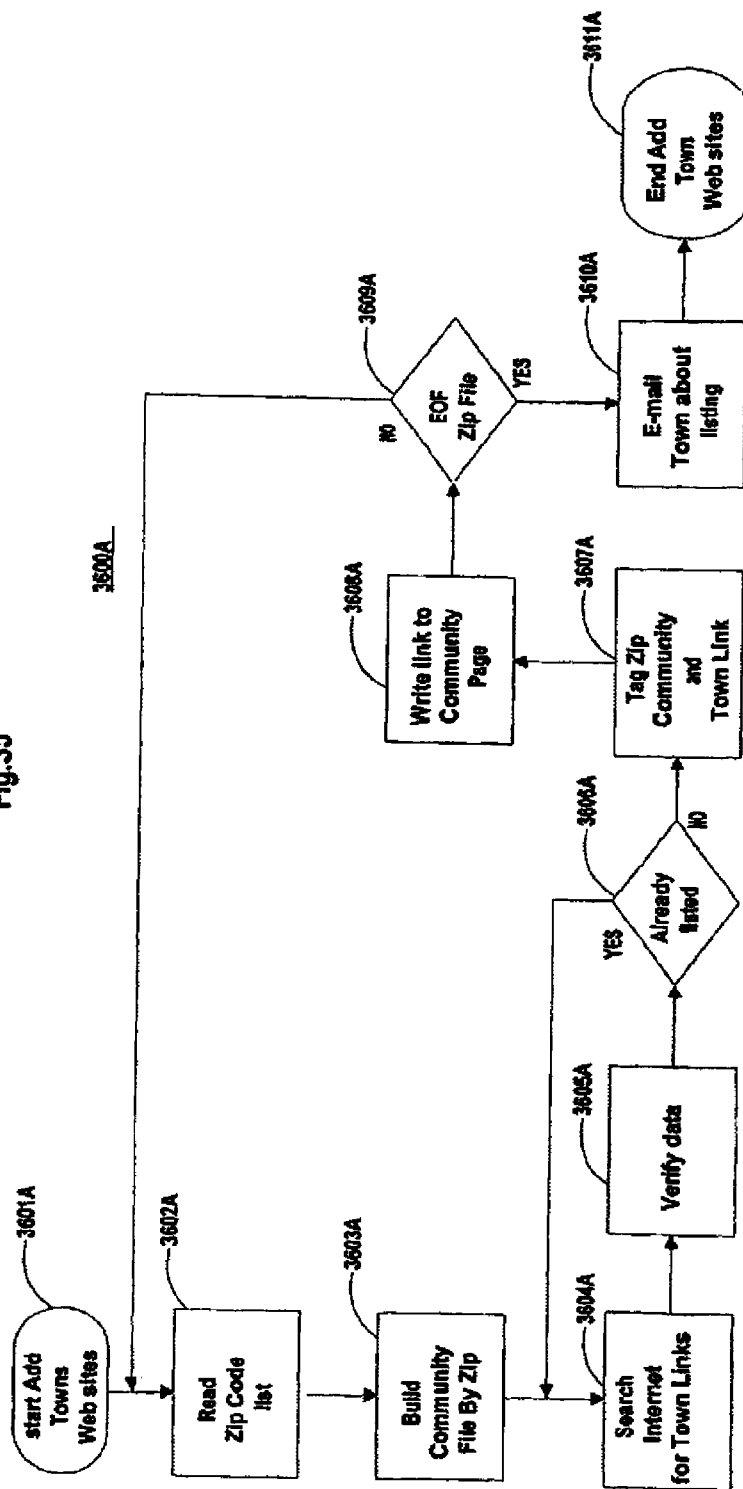 Fig.35
3600A
start Add
Towns
Web sites
3601A
Read
Zip Code
list
3602A
Build
Community
File By Zip
3603A
Search
Internet
for Town Links
3604A
Verify data
3605A
Already
listed
3606A
YES
NO
Tag Zip
Community
and
Town Link
3607A
Write link to
Community
Page
3608A
EOF
Zip File
3609A
NO
YES
E-mail
Town about
listing
3610A
End Add
Town
Web sites
3611A